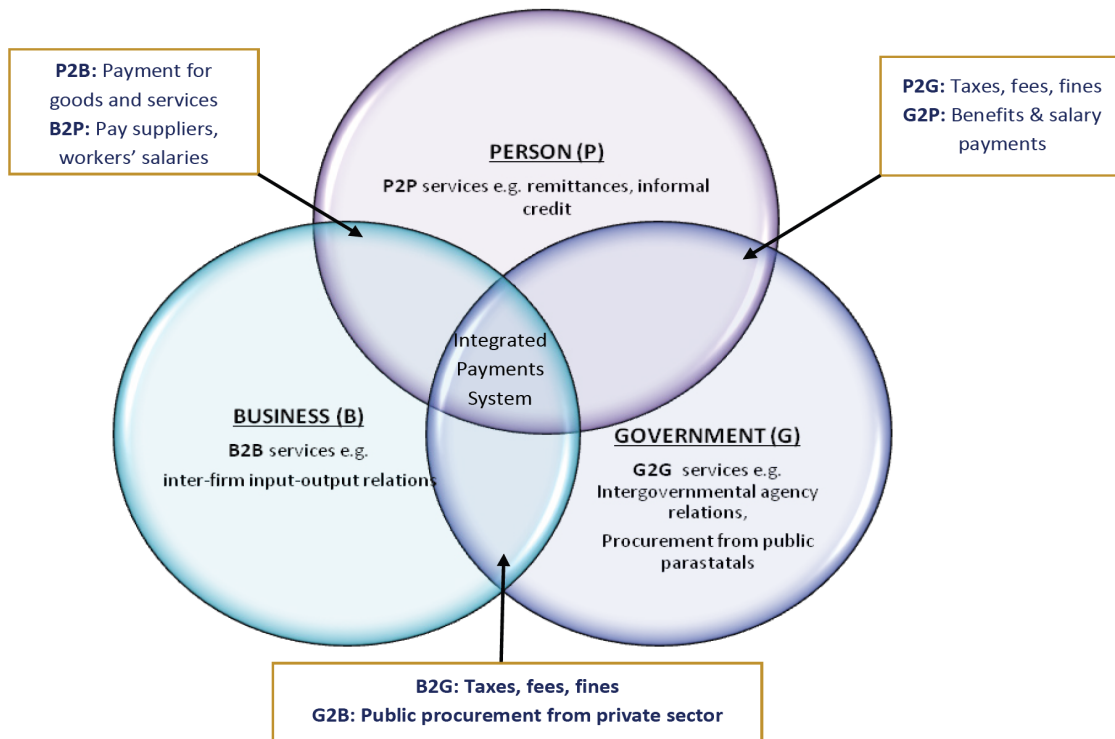 P2B: Payment for
goods and services
B2P: Pay suppliers,
workers’ salaries
P2G: Taxes, fees, fines
G2P: Benefits & salary
payments
PERSON (P)
P2P services e.g. remittances, informal
credit
Integrated
Payments
System
BUSINESS (B)
B2B services e.g.
inter-firm input-output relations
GOVERNMENT (G)
G2G services e.g.
Intergovernmental agency
relations,
Procurement from public
parastatals
B2G: Taxes, fees, fines
G2B: Public procurement from private sector